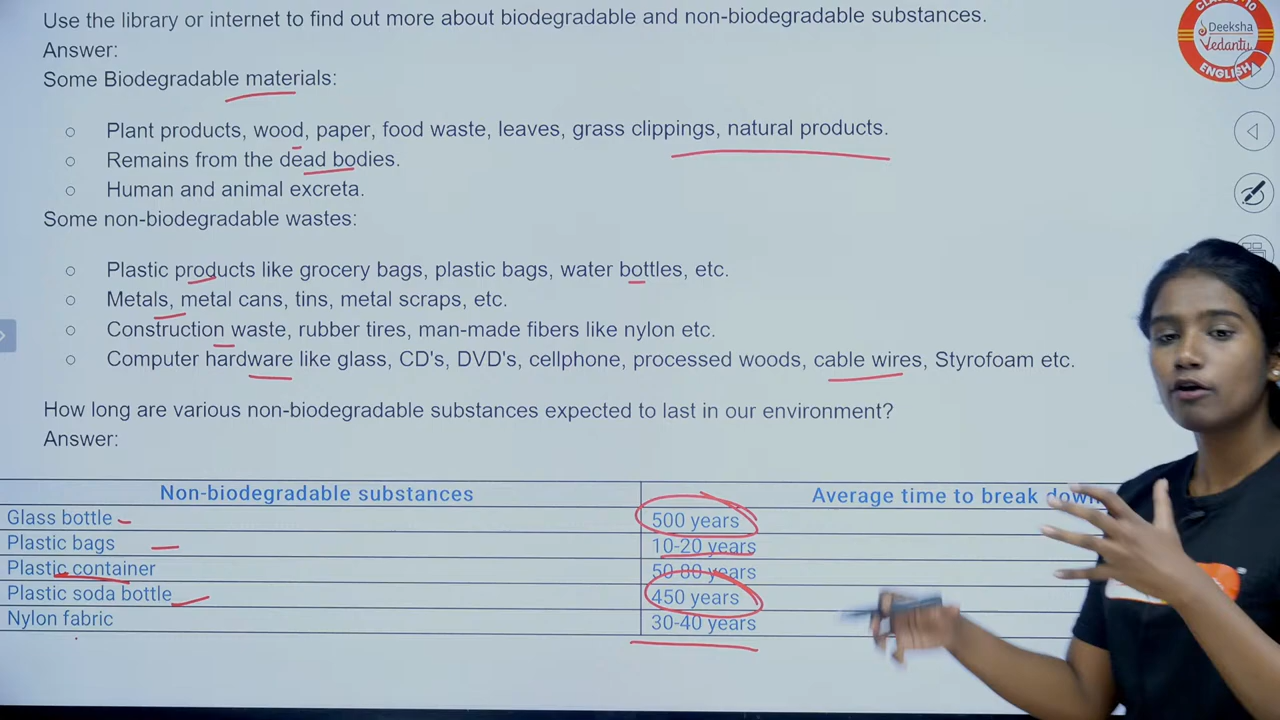 Use the library or internet to find out more about biodegradable and non-biodegradable substances.
Answer:
Some Biodegradable materials:
○ Plant products, wood, paper, food waste, leaves, grass clippings, natural products.
○ Remains from the dead bodies.
○ Human and animal excreta.
Some non-biodegradable wastes:
○ Plastic products like grocery bags, plastic bags, water bottles, etc.
○ Metals, metal cans, tins, metal scraps, etc.
○ Construction waste, rubber tires, man-made fibers like nylon etc.
○ Computer hardware like glass, CD's, DVD's, cellphone, processed woods, cable wires, Styrofoam etc.
How long are various non-biodegradable substances expected to last in our environment?
Answer:
Non-biodegradable substances Average time to break down
Glass bottle 500 years
Plastic bags 10-20 years
Plastic container 50-80 years
Plastic soda bottle 450 years
Nylon fabric 30-40 years
Deeksha
Vedantu
ENGLISH